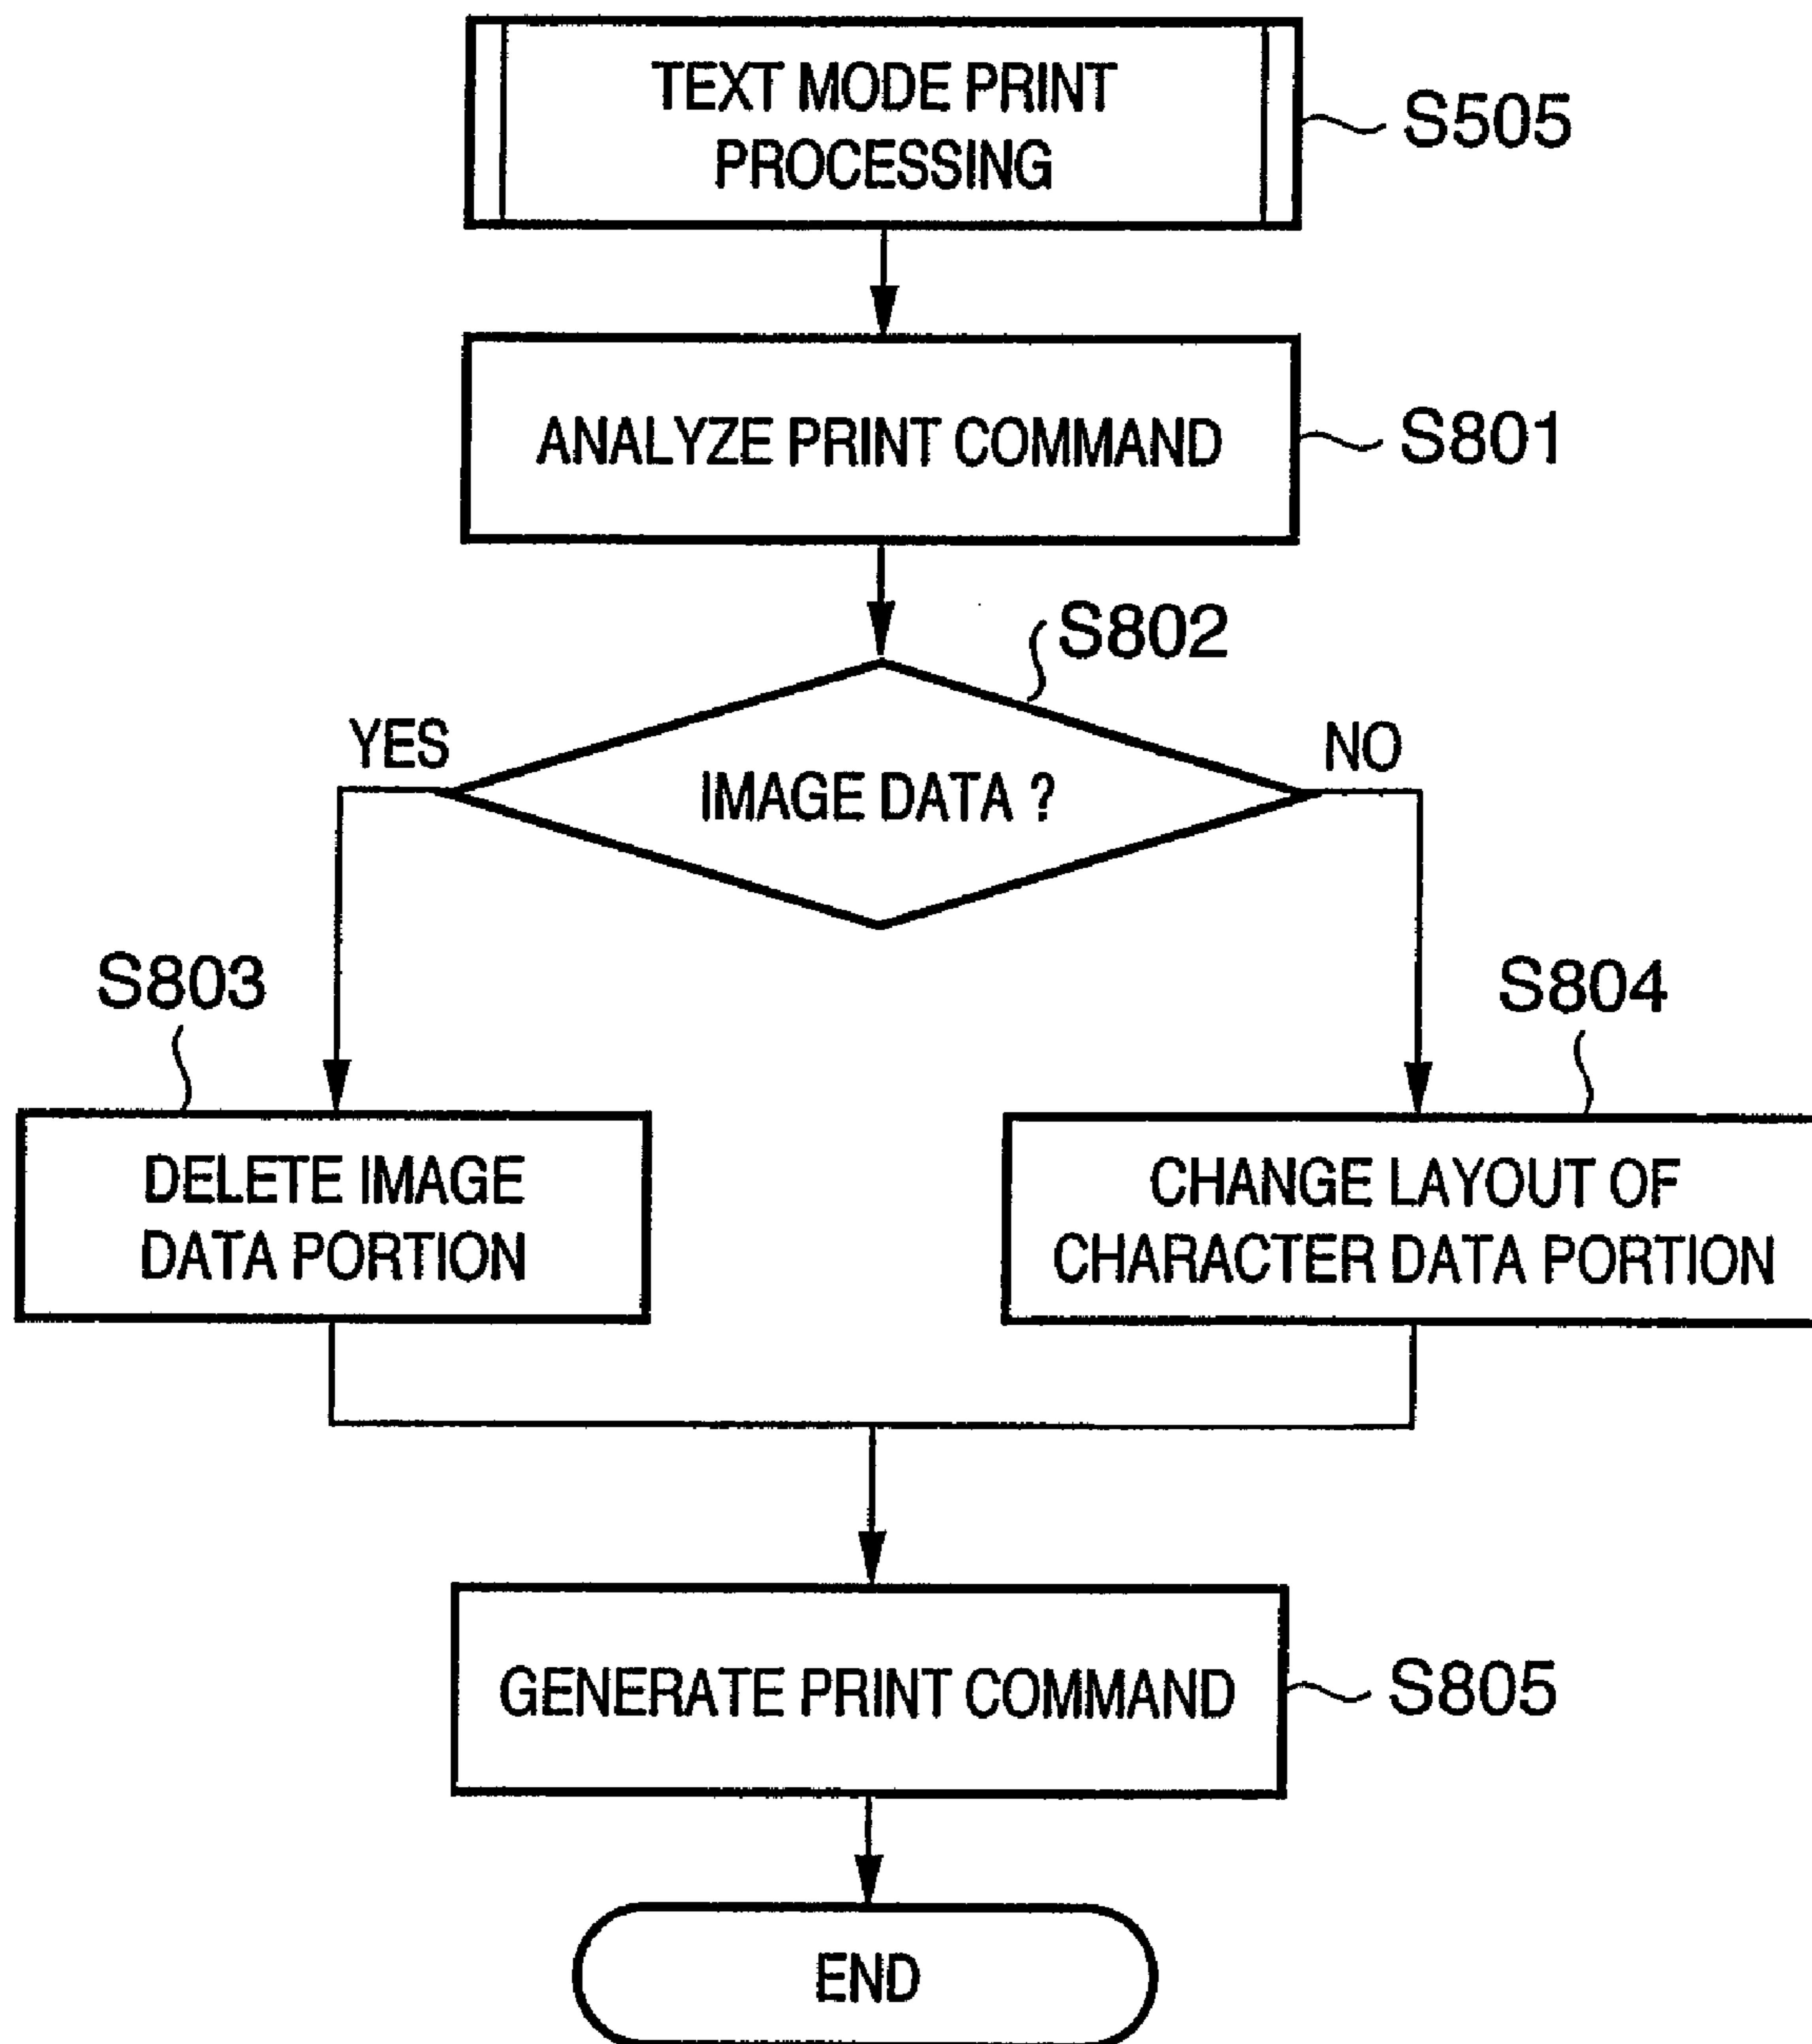 TEXT MODE PRINT
PROCESSING
S505
ANALYZE PRINT COMMAND
S801
S802
YES
IMAGE DATA ?
NO
S803
S804
DELETE IMAGE
DATA PORTION
CHANGE LAYOUT OF
CHARACTER DATA PORTION
GENERATE PRINT COMMAND
S805
END